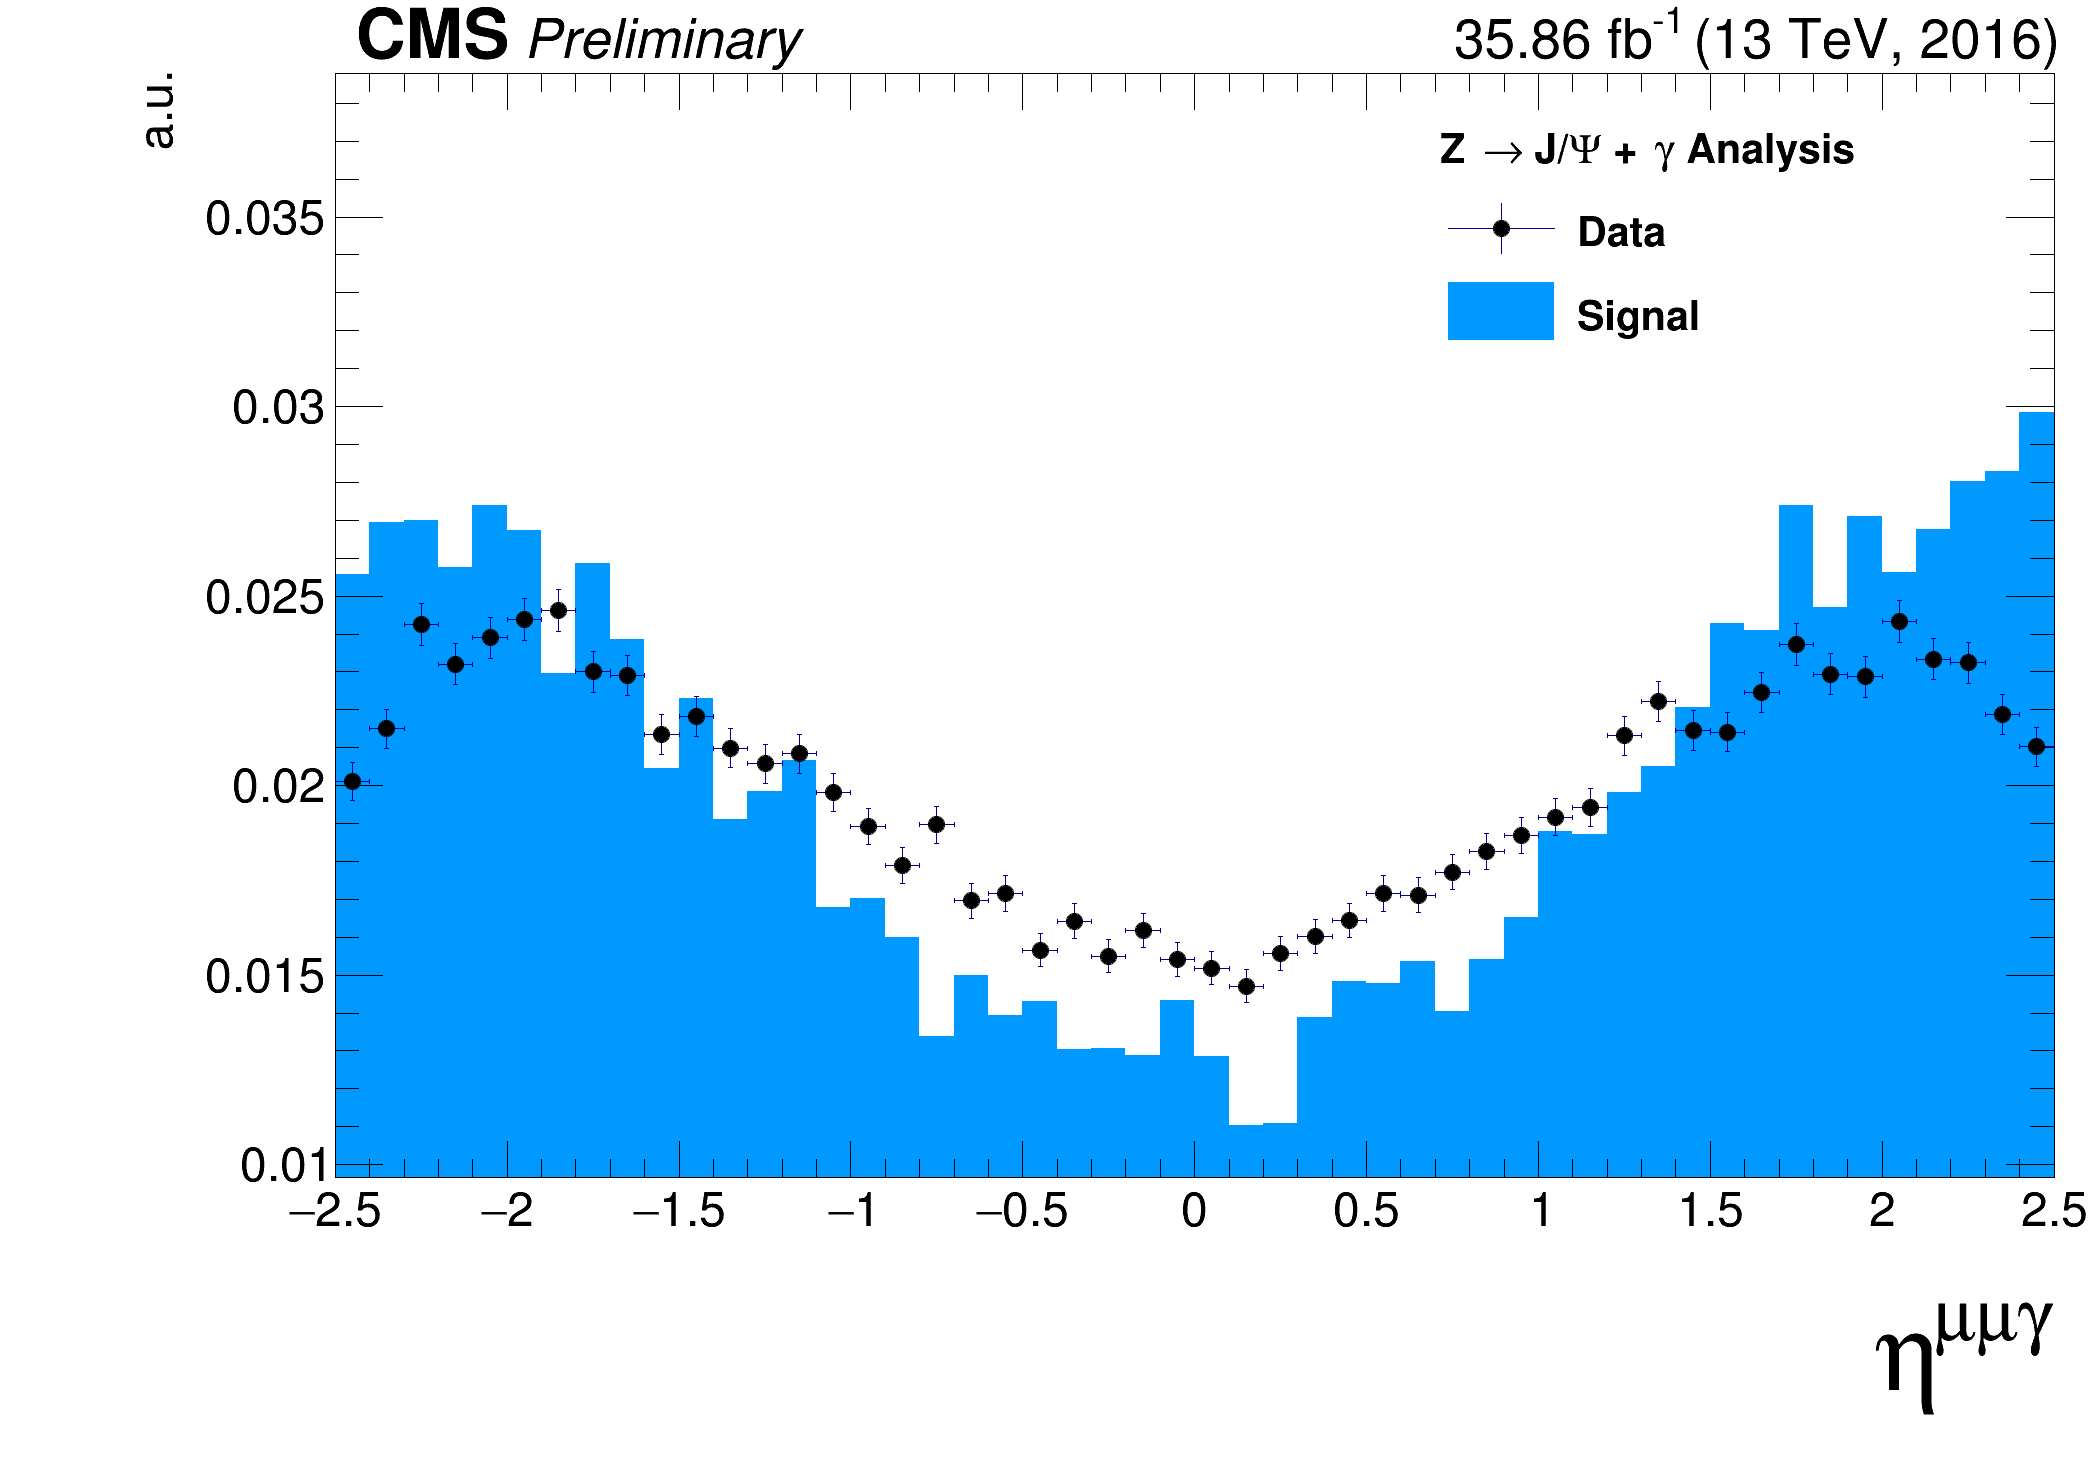 CMS Preliminary 35.86 fb⁻¹ (13 TeV, 2016)
a.u.
Z → J/Ψ + γ Analysis
Data
Signal
0.035
0.03
0.025
0.02
0.015
0.01
−2.5 −2 −1.5 −1 −0.5 0 0.5 1 1.5 2 2.5
η^μμγ